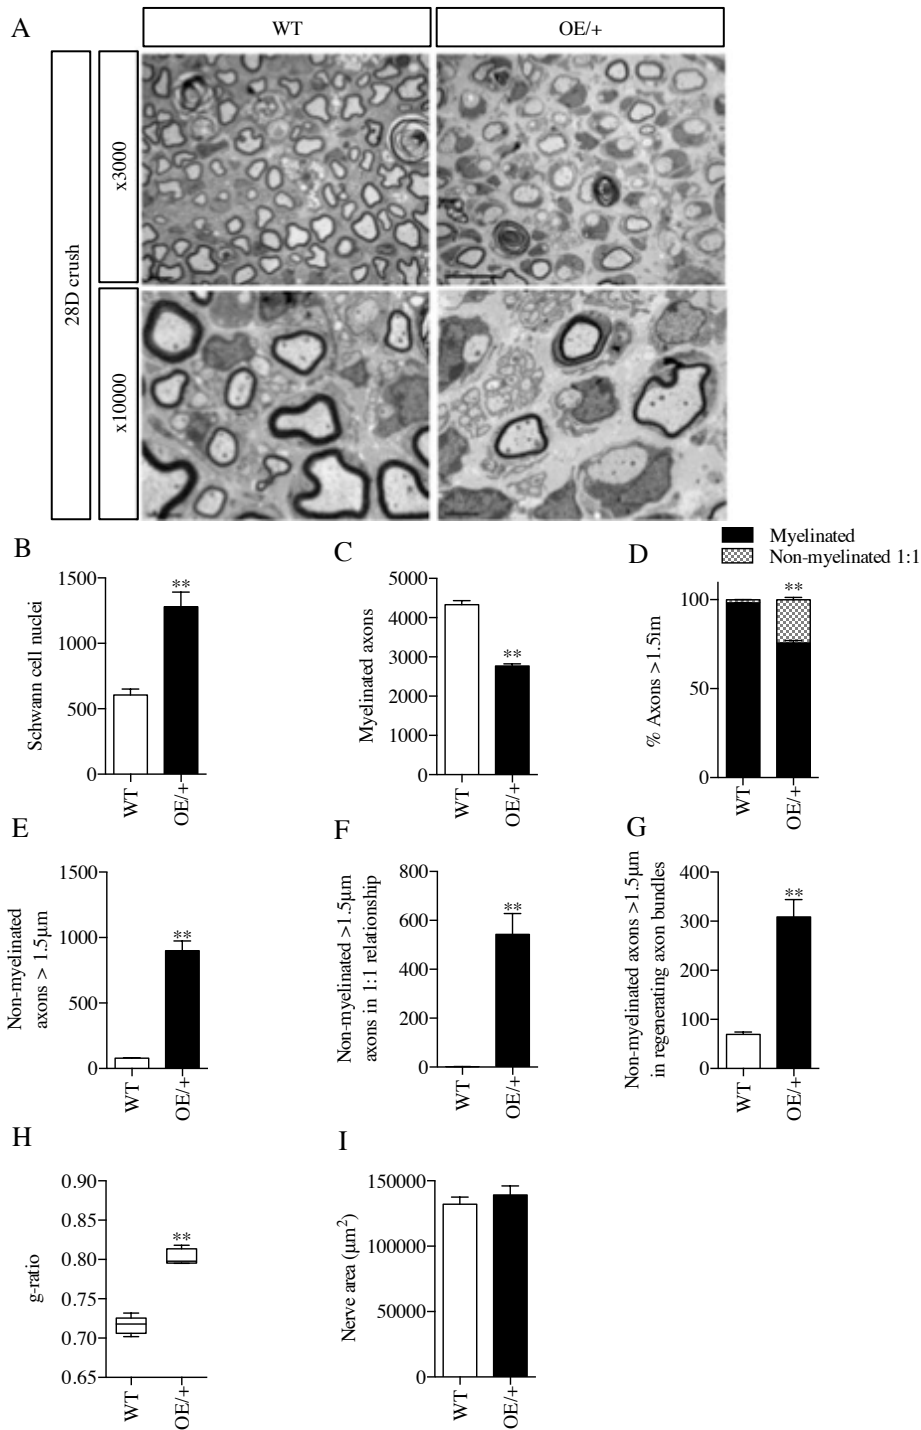 A
WT
OE/+
28D crush
x3000
x10000
B
Schwann cell nuclei
1500
1000
500
0
**
WT
OE/+
C
Myelinated axons
5000
4000
3000
2000
1000
0
**
WT
OE/+
D
Myelinated
Non-myelinated 1:1
% Axons >1.5ìm
100
50
0
**
WT
OE/+
E
Non-myelinated
axons > 1.5µm
1500
1000
500
0
**
WT
OE/+
F
Non-myelinated >1.5µm
axons in 1:1 relationship
800
600
400
200
0
**
WT
OE/+
G
Non-myelinated axons >1.5µm
in regenerating axon bundles
400
300
200
100
0
**
WT
OE/+
H
g-ratio
0.90
0.85
0.80
0.75
0.70
0.65
**
WT
OE/+
I
Nerve area (µm²)
150000
100000
50000
0
WT
OE/+